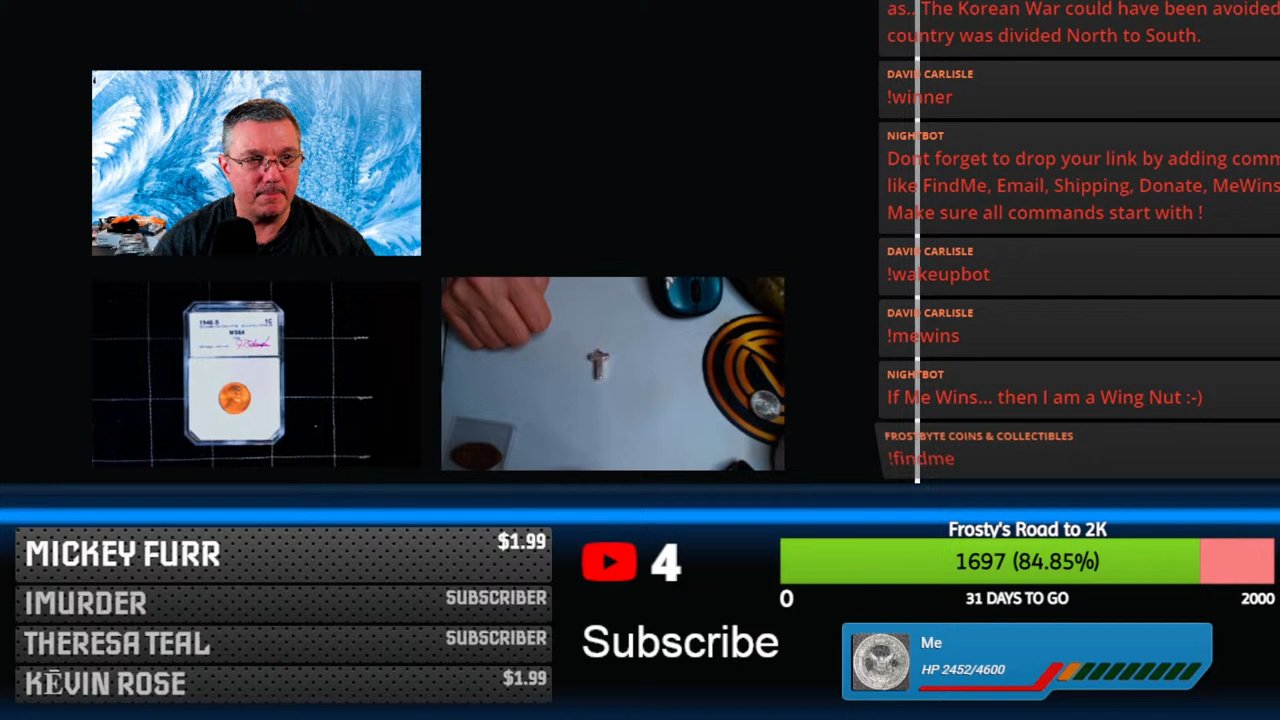 as.. The Korean War could have been avoided
country was divided North to South.
DAVID CARLISLE
!winner
NIGHTBOT
Dont forget to drop your link by adding comm
like FindMe, Email, Shipping, Donate, MeWins
Make sure all commands start with !
DAVID CARLISLE
!wakeupbot
DAVID CARLISLE
!mewins
NIGHTBOT
If Me Wins... then I am a Wing Nut :-)
FROSTBYTE COINS & COLLECTIBLES
!findme
1946-S 1C
MS64
MICKEY FURR $1.99
IMURDER SUBSCRIBER
THERESA TEAL SUBSCRIBER
KEVIN ROSE $1.99
4
Subscribe
Frosty's Road to 2K
1697 (84.85%)
0 31 DAYS TO GO 2000
Me
HP 2452/4600